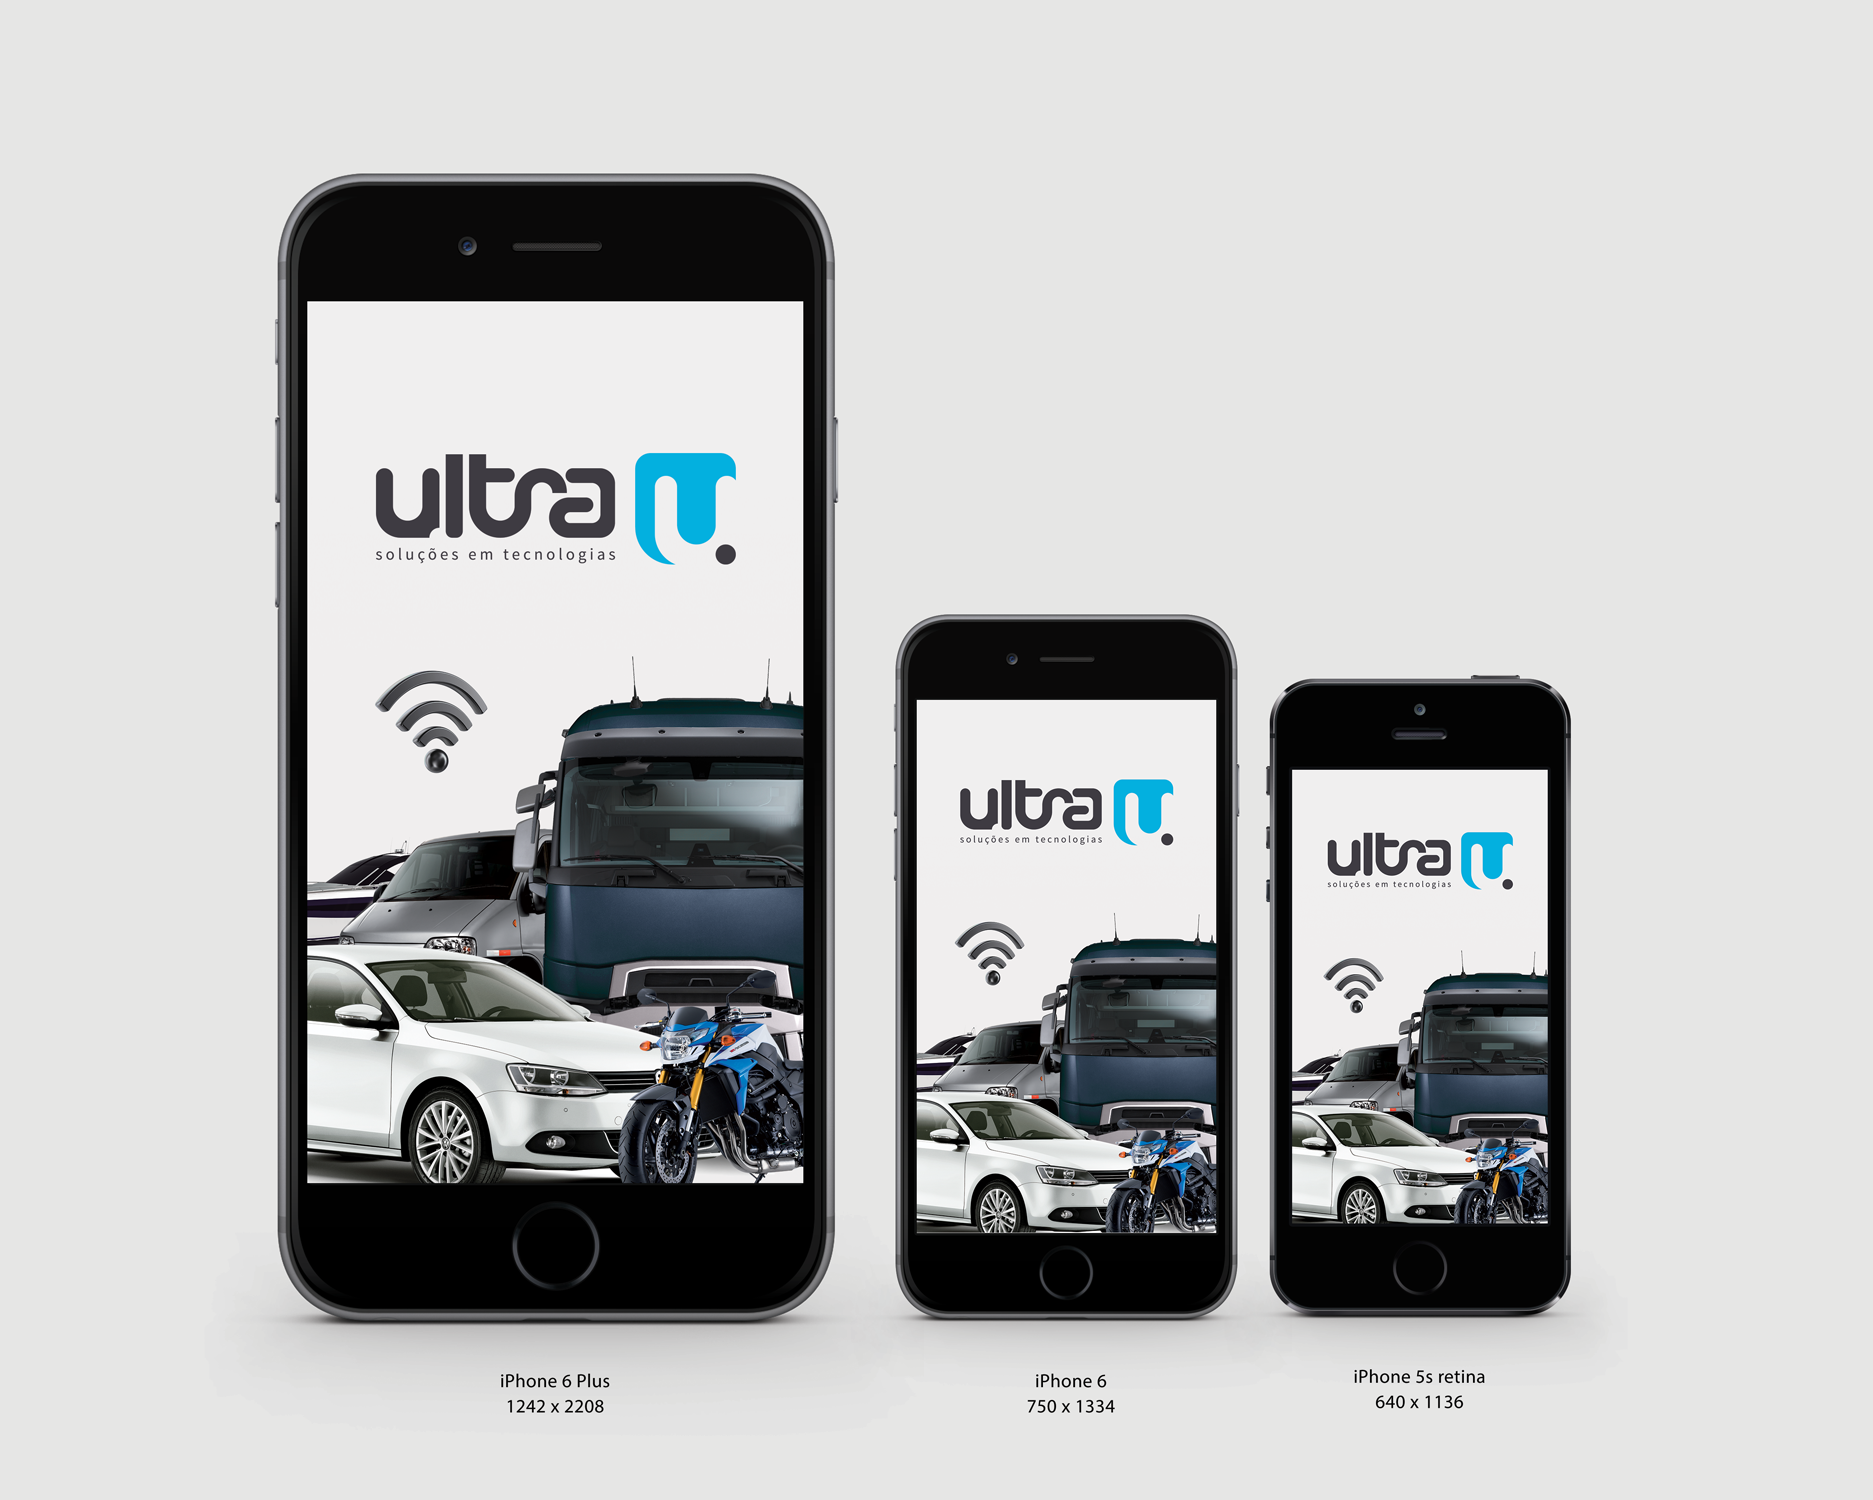 ultra
soluções em tecnologias
ultra
soluções em tecnologias
ultra
soluções em tecnologias
iPhone 6 Plus
1242 x 2208
iPhone 6
750 x 1334
iPhone 5s retina
640 x 1136